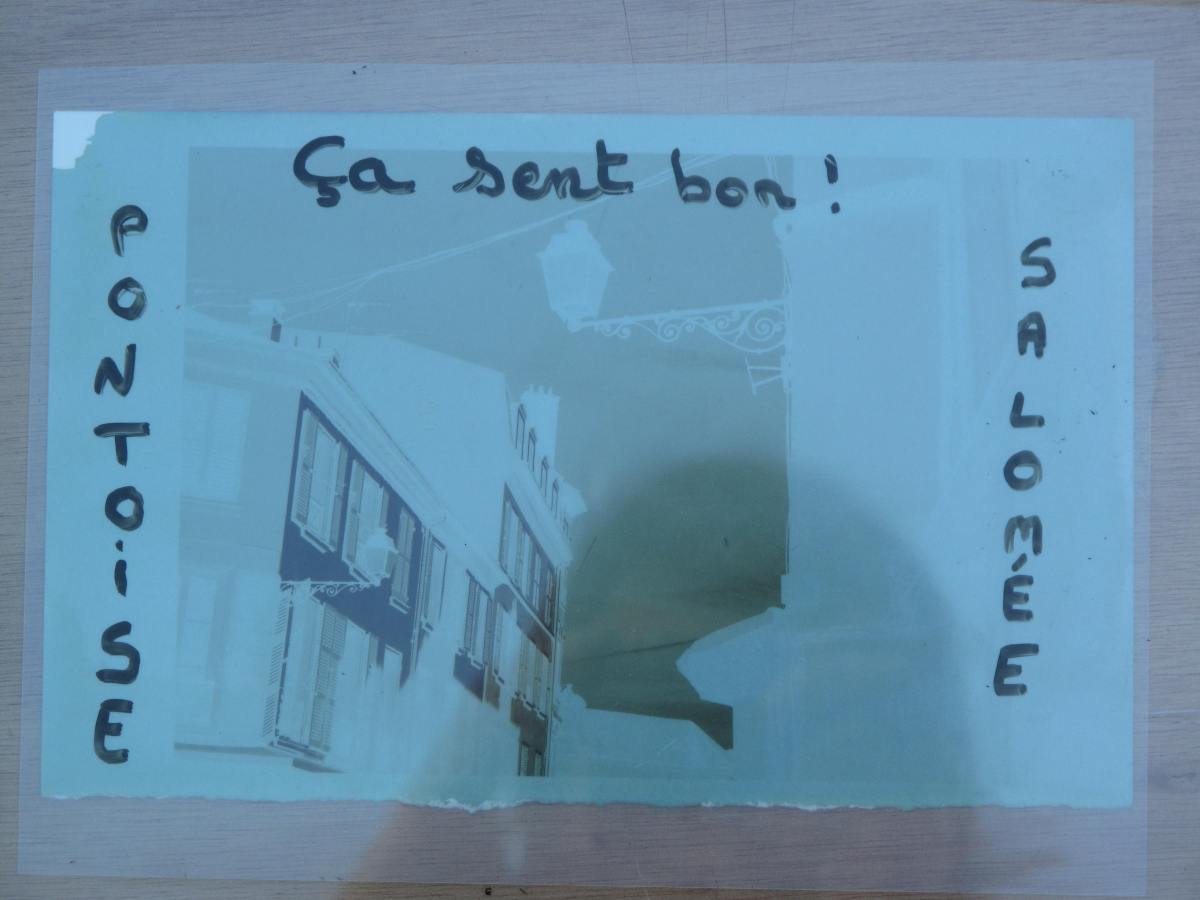 Ça sent bon !
PONTOiSE
SALOMÉE